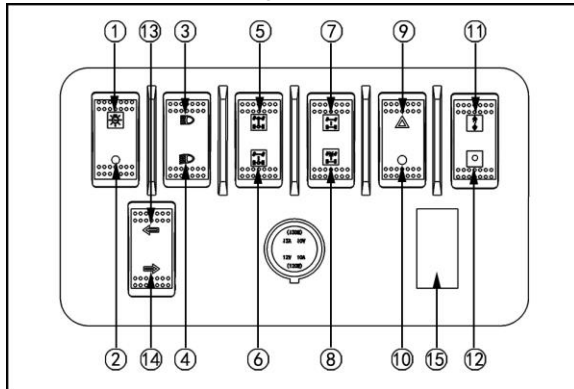 ① ⑬ ③ ⑤ ⑦ ⑨ ⑪
12V 10A
② ⑭ ④ ⑥ ⑧ ⑩ ⑮ ⑫